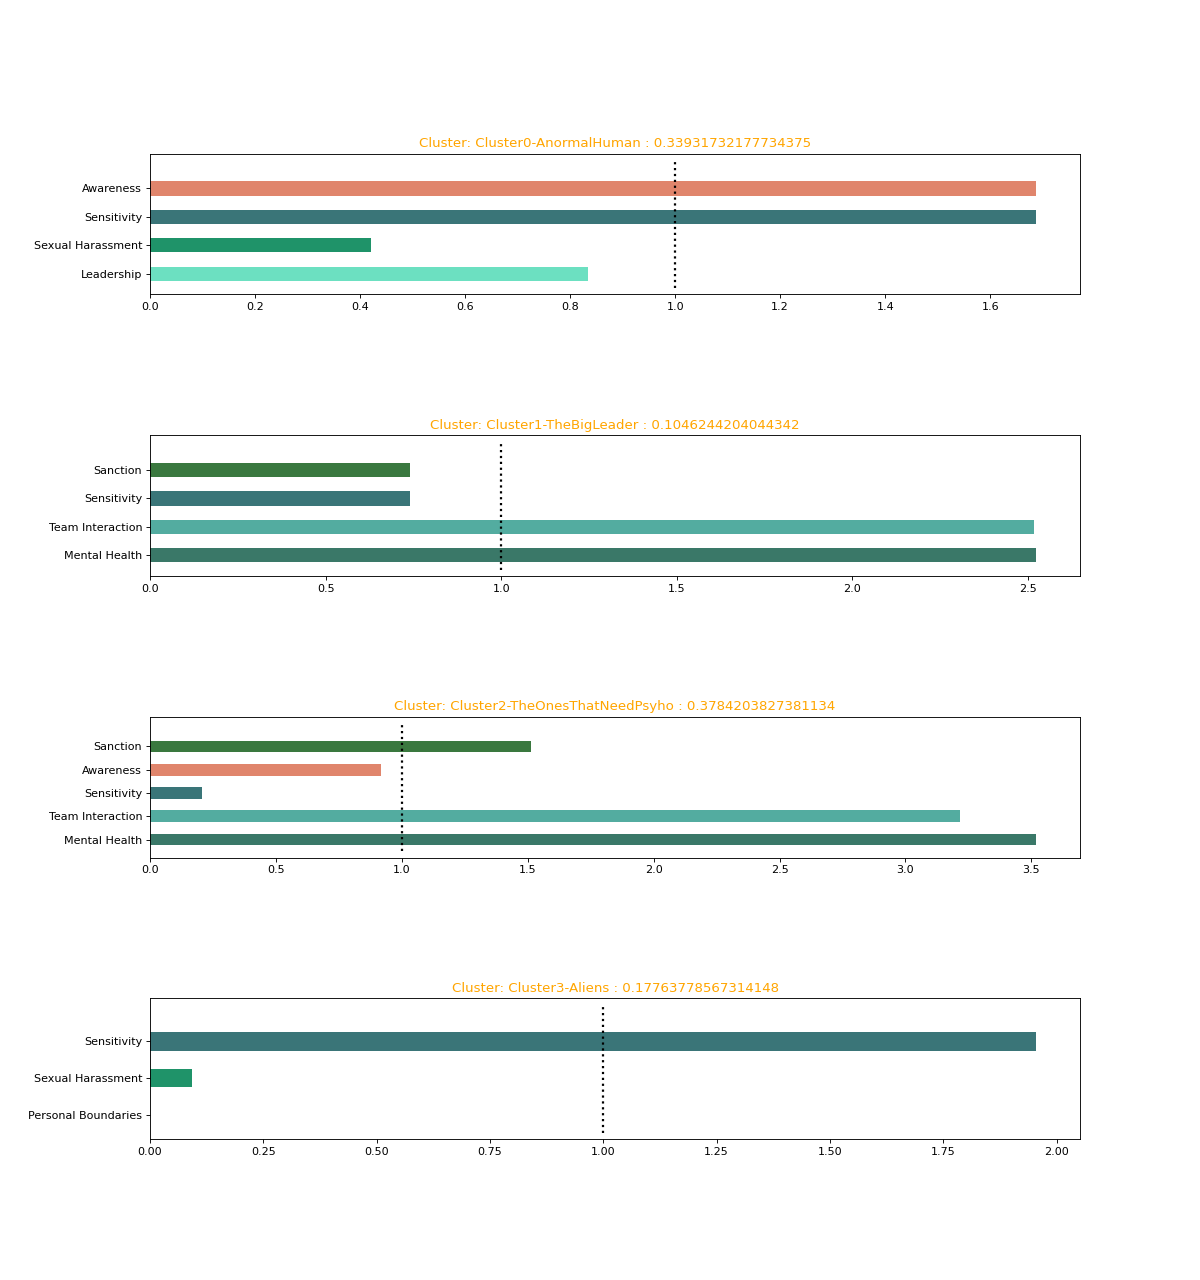 Cluster: Cluster0-AnormalHuman : 0.33931732177734375
Awareness
Sensitivity
Sexual Harassment
Leadership
0.0 0.2 0.4 0.6 0.8 1.0 1.2 1.4 1.6
Cluster: Cluster1-TheBigLeader : 0.1046244204044342
Sanction
Sensitivity
Team Interaction
Mental Health
0.0 0.5 1.0 1.5 2.0 2.5
Cluster: Cluster2-TheOnesThatNeedPsyho : 0.3784203827381134
Sanction
Awareness
Sensitivity
Team Interaction
Mental Health
0.0 0.5 1.0 1.5 2.0 2.5 3.0 3.5
Cluster: Cluster3-Aliens : 0.17763778567314148
Sensitivity
Sexual Harassment
Personal Boundaries
0.00 0.25 0.50 0.75 1.00 1.25 1.50 1.75 2.00